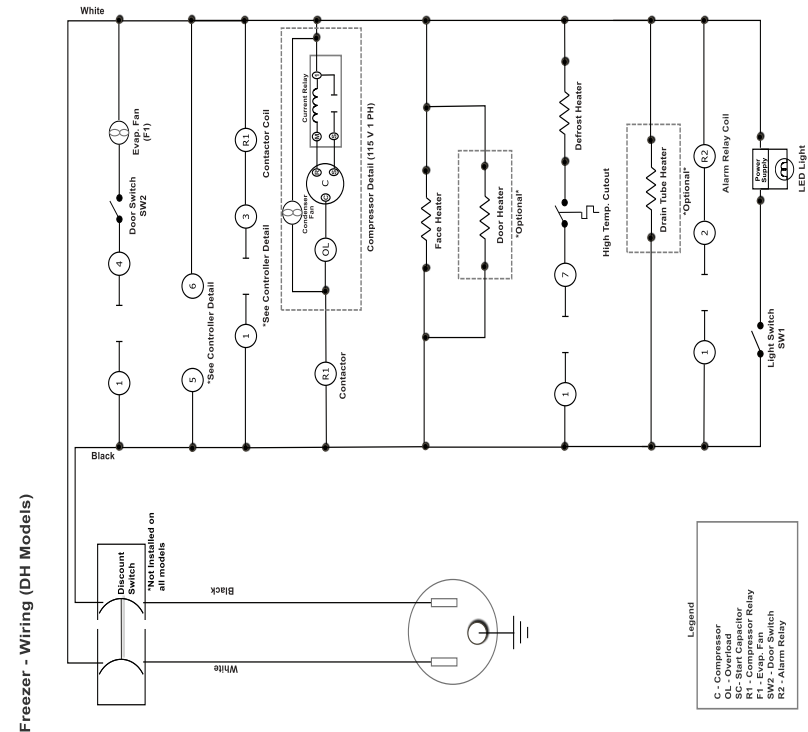 Freezer - Wiring (DH Models)
White
Black
Evap. Fan
(F1)
Door Switch
SW2
4
1
6
5
*See Controller Detail
R1
Contactor Coil
3
1
*See Controller Detail
Current Relay
S
M
S
R
S
C
C
Condenser
Fan
OL
Compressor Detail (115 V 1 PH)
R1
Contactor
Face Heater
Door Heater
*Optional*
Defrost Heater
High Temp. Cutout
7
1
Drain Tube Heater
*Optional*
R2
Alarm Relay Coil
2
1
Power
Supply
LED Light
Light Switch
SW1
Discount
Switch
*Not Installed on
all models
Black
White
Legend
C - Compressor
OL - Overload
SC- Start Capacitor
R1 - Compressor Relay
F1 - Evap. Fan
SW2 - Door Switch
R2 - Alarm Relay